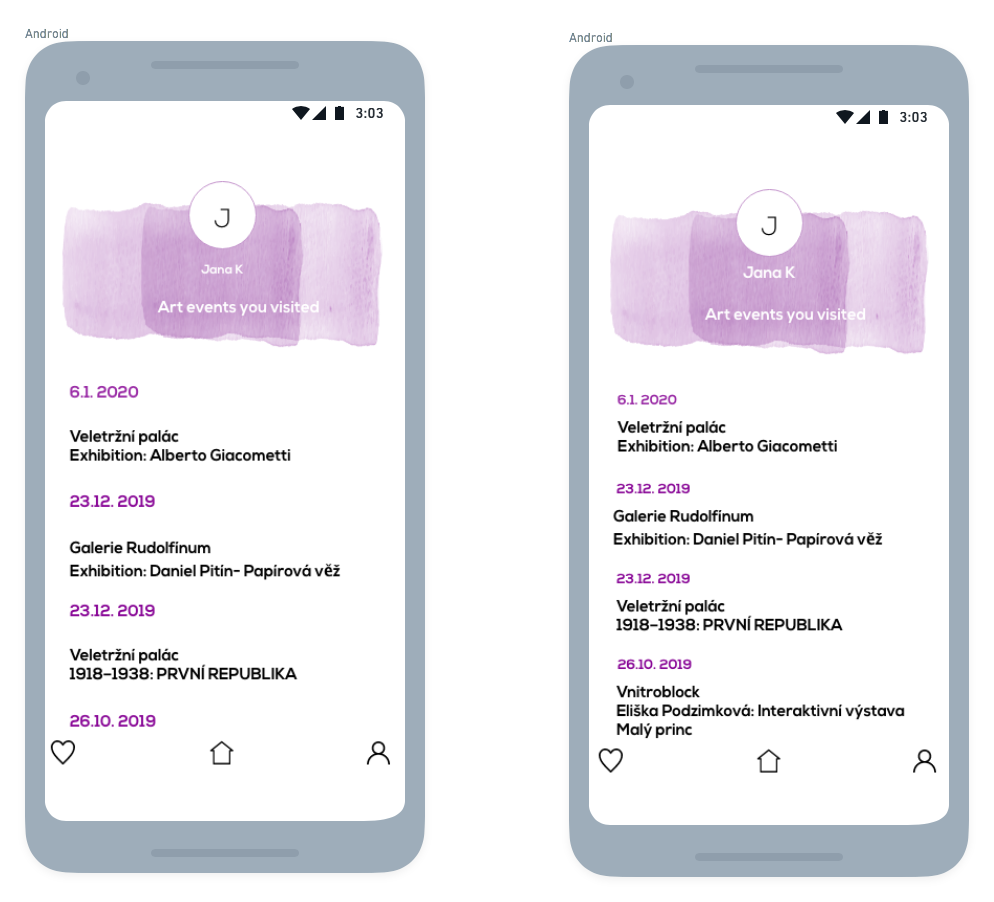 Android
3:03
J
Jana K
Art events you visited
6.1. 2020
Veletržní palác
Exhibition: Alberto Giacometti
23.12. 2019
Galerie Rudolfinum
Exhibition: Daniel Pitín- Papírová věž
23.12. 2019
Veletržní palác
1918–1938: PRVNÍ REPUBLIKA
26.10. 2019
Android
3:03
J
Jana K
Art events you visited
6.1. 2020
Veletržní palác
Exhibition: Alberto Giacometti
23.12. 2019
Galerie Rudolfinum
Exhibition: Daniel Pitín- Papírová věž
23.12. 2019
Veletržní palác
1918–1938: PRVNÍ REPUBLIKA
26.10. 2019
Vnitroblock
Eliška Podzimková: Interaktivní výstava
Malý princ